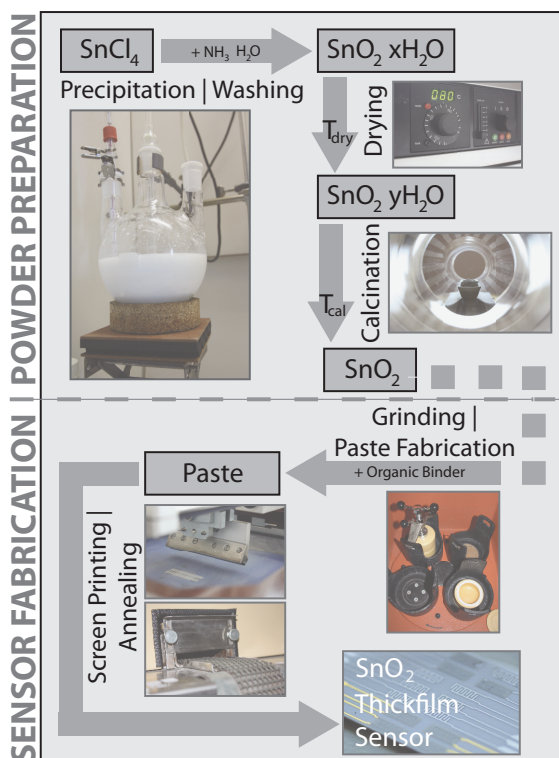 POWDER PREPARATION
SnCl4
+ NH3 H2O
SnO2 xH2O
Precipitation | Washing
Tdry
Drying
080 °C
SnO2 yH2O
Tcal
Calcination
SnO2
SENSOR FABRICATION |
Grinding |
Paste Fabrication
+ Organic Binder
Paste
Screen Printing |
Annealing
SnO2
Thickfilm
Sensor